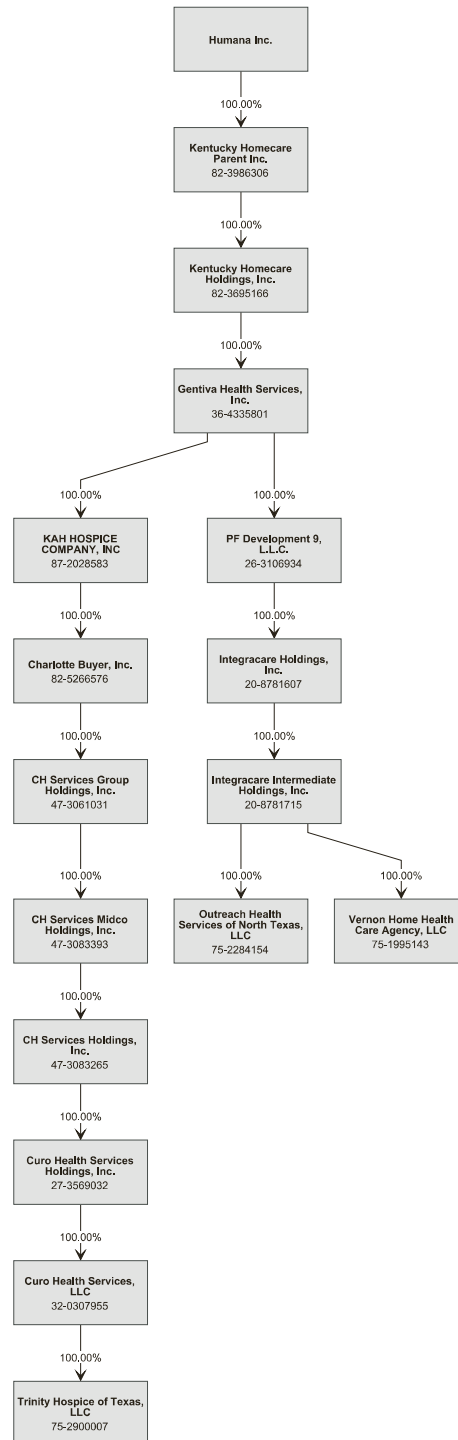 Humana Inc.
100.00%
Kentucky Homecare
Parent Inc.
82-3986306
100.00%
Kentucky Homecare
Holdings, Inc.
82-3695166
100.00%
Gentiva Health Services,
Inc.
36-4335801
100.00%
100.00%
KAH HOSPICE
COMPANY, INC
87-2028583
PF Development 9,
L.L.C.
26-3106934
100.00%
100.00%
Charlotte Buyer, Inc.
82-5266576
Integracare Holdings,
Inc.
20-8781607
100.00%
100.00%
CH Services Group
Holdings, Inc.
47-3061031
Integracare Intermediate
Holdings, Inc.
20-8781715
100.00%
100.00%
100.00%
CH Services Midco
Holdings, Inc.
47-3083393
Outreach Health
Services of North Texas,
LLC
75-2284154
Vernon Home Health
Care Agency, LLC
75-1995143
100.00%
CH Services Holdings,
Inc.
47-3083265
100.00%
Curo Health Services
Holdings, Inc.
27-3569032
100.00%
Curo Health Services,
LLC
32-0307955
100.00%
Trinity Hospice of Texas,
LLC
75-2900007